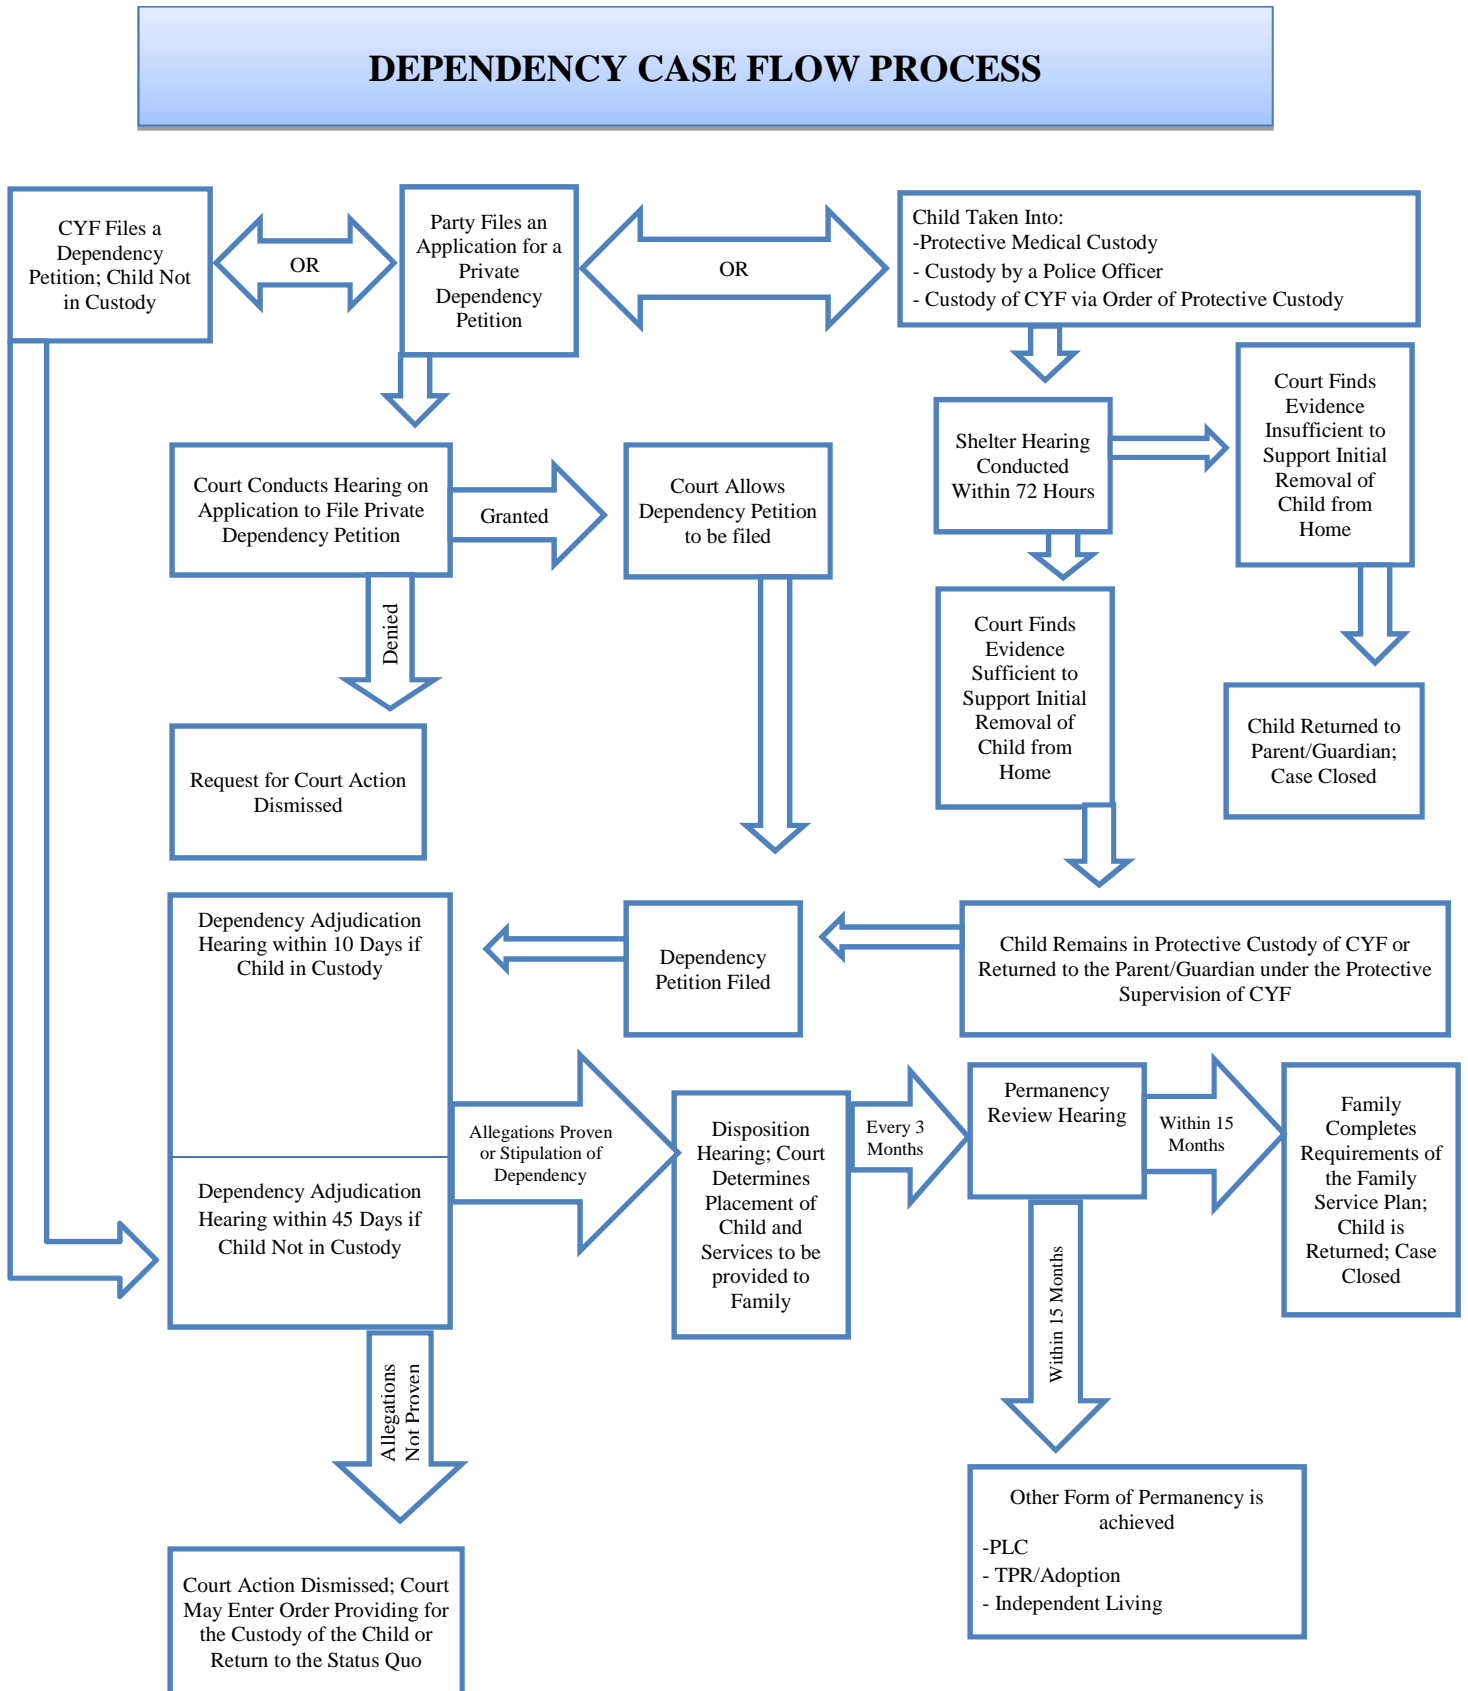 DEPENDENCY CASE FLOW PROCESS
CYF Files a
Dependency
Petition; Child Not
in Custody
OR
Party Files an
Application for a
Private
Dependency
Petition
OR
Child Taken Into:
-Protective Medical Custody
- Custody by a Police Officer
- Custody of CYF via Order of Protective Custody
Court Conducts Hearing on
Application to File Private
Dependency Petition
Granted
Court Allows
Dependency Petition
to be filed
Shelter Hearing
Conducted
Within 72 Hours
Court Finds
Evidence
Insufficient to
Support Initial
Removal of
Child from
Home
Denied
Court Finds
Evidence
Sufficient to
Support Initial
Removal of
Child from
Home
Child Returned to
Parent/Guardian;
Case Closed
Request for Court Action
Dismissed
Dependency Adjudication
Hearing within 10 Days if
Child in Custody
Dependency
Petition Filed
Child Remains in Protective Custody of CYF or
Returned to the Parent/Guardian under the Protective
Supervision of CYF
Dependency Adjudication
Hearing within 45 Days if
Child Not in Custody
Allegations Proven
or Stipulation of
Dependency
Disposition
Hearing; Court
Determines
Placement of
Child and
Services to be
provided to
Family
Every 3
Months
Permanency
Review Hearing
Within 15
Months
Family
Completes
Requirements of
the Family
Service Plan;
Child is
Returned; Case
Closed
Within 15 Months
Allegations
Not Proven
Other Form of Permanency is
achieved
-PLC
- TPR/Adoption
- Independent Living
Court Action Dismissed; Court
May Enter Order Providing for
the Custody of the Child or
Return to the Status Quo